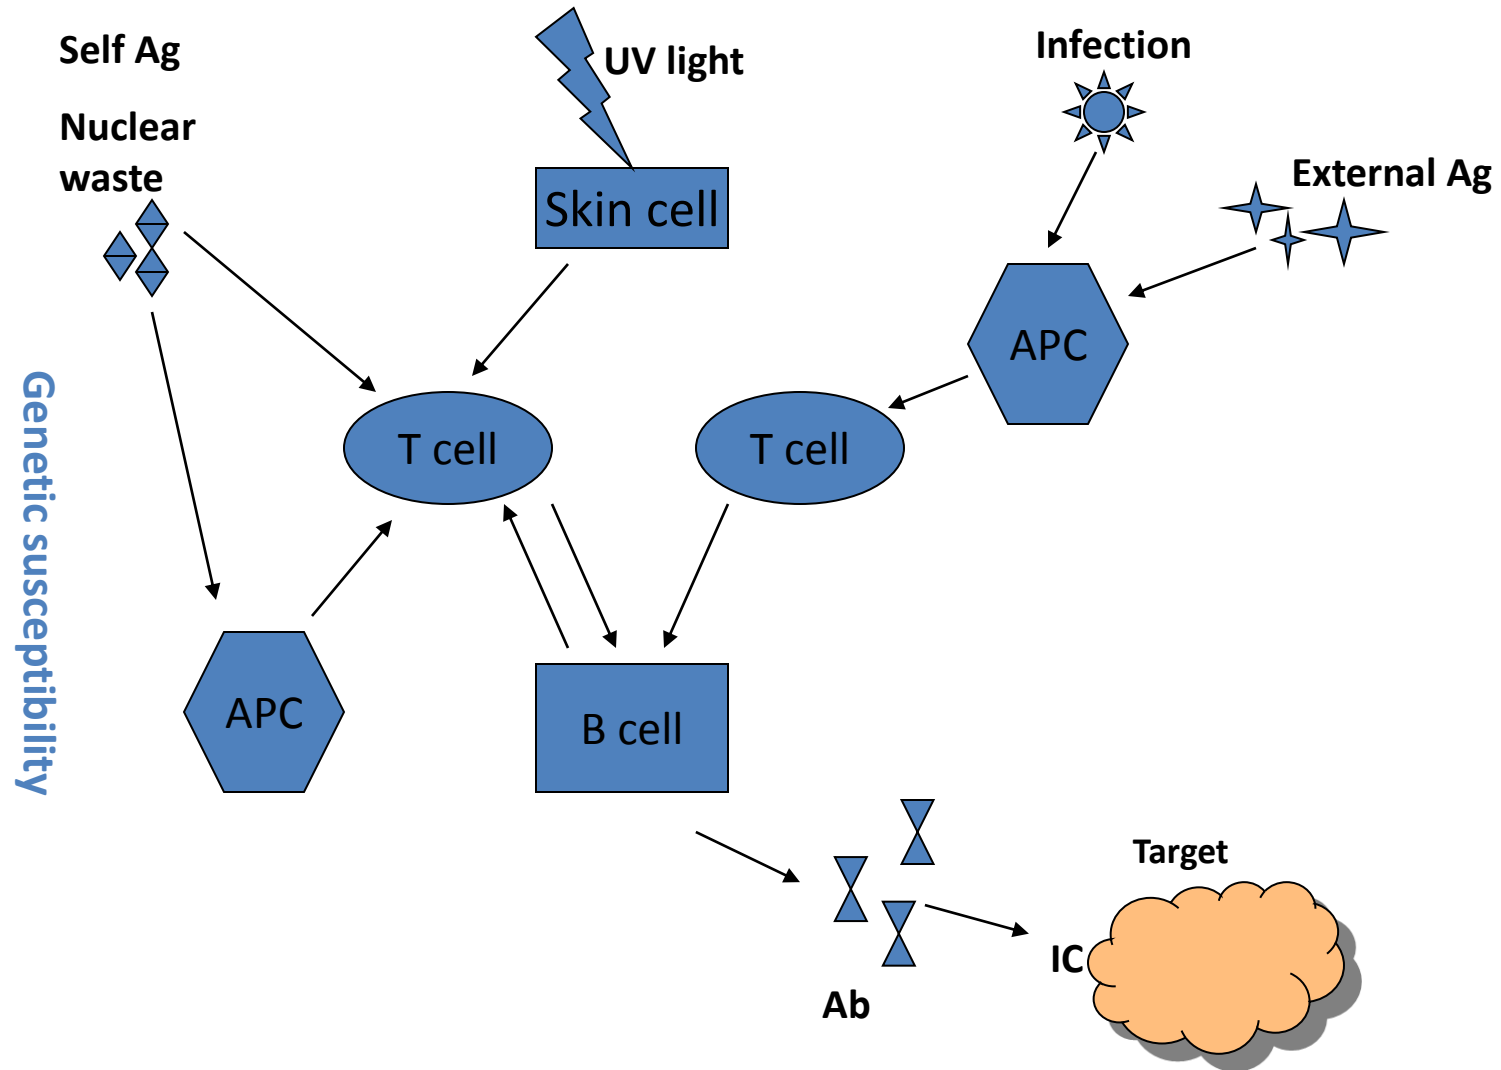 Self Ag
Nuclear
waste
UV light
Skin cell
Infection
External Ag
APC
T cell
T cell
Genetic susceptibility
APC
B cell
Ab
Target
IC